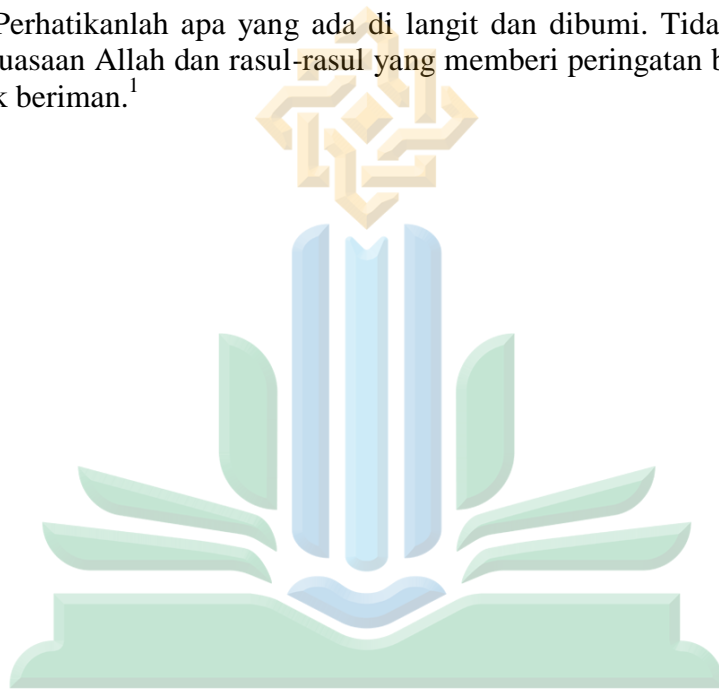 Perhatikanlah apa yang ada di langit dan dibumi. Tida
uasaan Allah dan rasul-rasul yang memberi peringatan b
k beriman.1